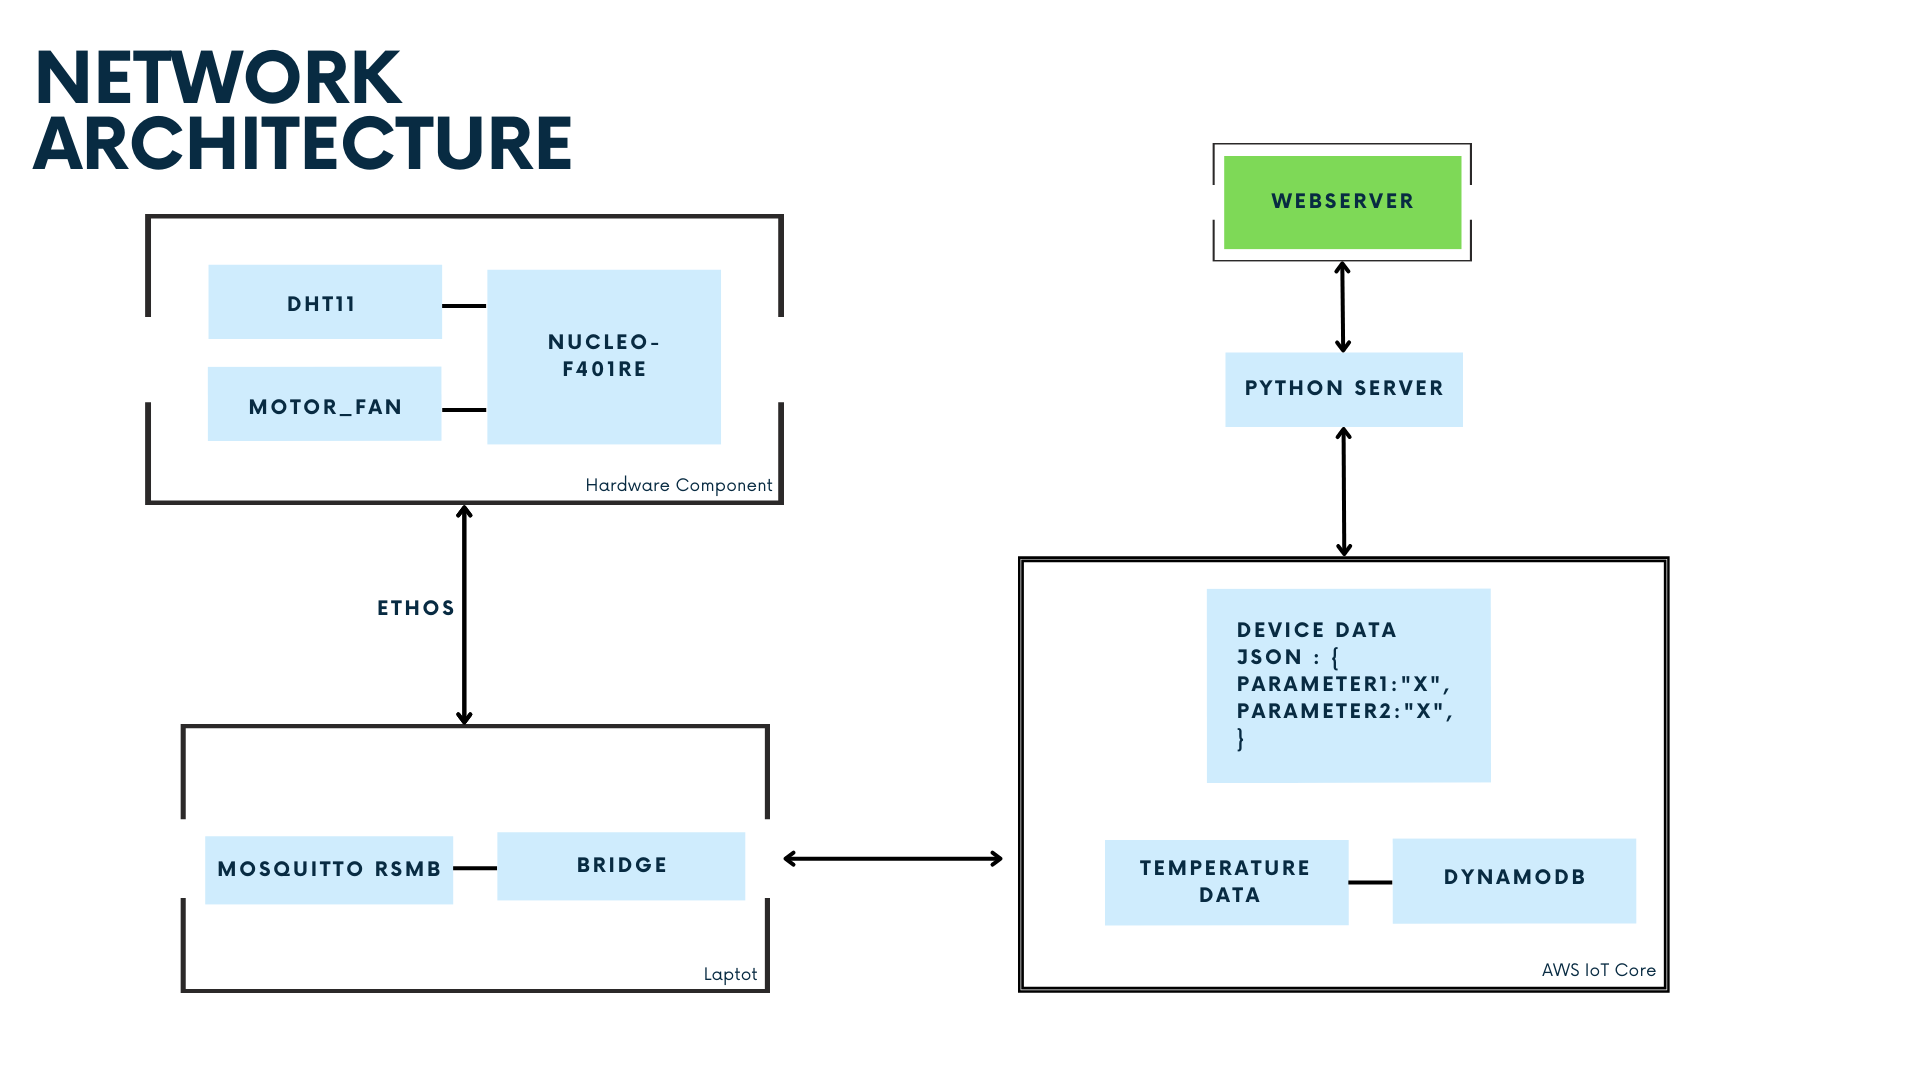 NETWORK
ARCHITECTURE
DHT11
MOTOR_FAN
NUCLEO-
F401RE
Hardware Component
ETHOS
MOSQUITTO RSMB
BRIDGE
Laptot
WEBSERVER
PYTHON SERVER
DEVICE DATA
JSON : {
PARAMETER1:"X",
PARAMETER2:"X",
}
TEMPERATURE
DATA
DYNAMODB
AWS IoT Core